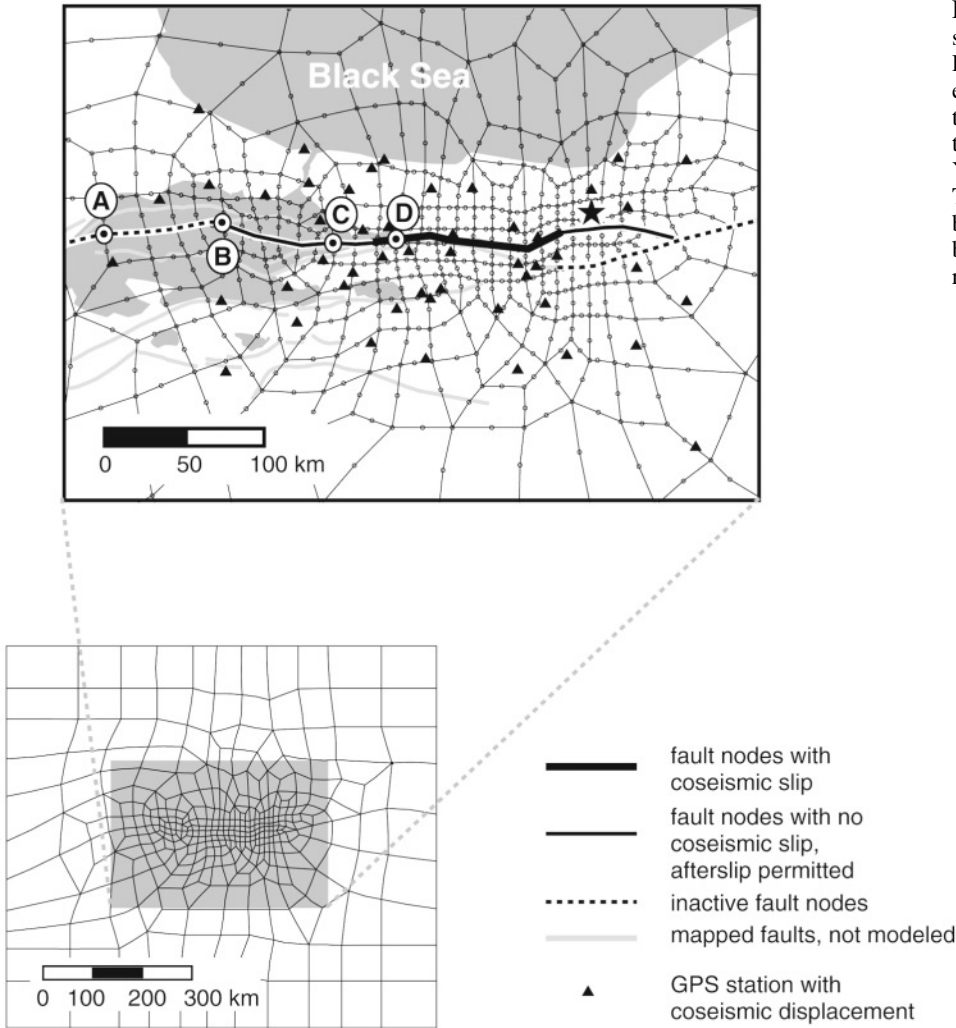 Black Sea
A
C
D
B
0 50 100 km
0 100 200 300 km
fault nodes with
coseismic slip
fault nodes with no
coseismic slip,
afterslip permitted
inactive fault nodes
mapped faults, not modeled
GPS station with
coseismic displacement